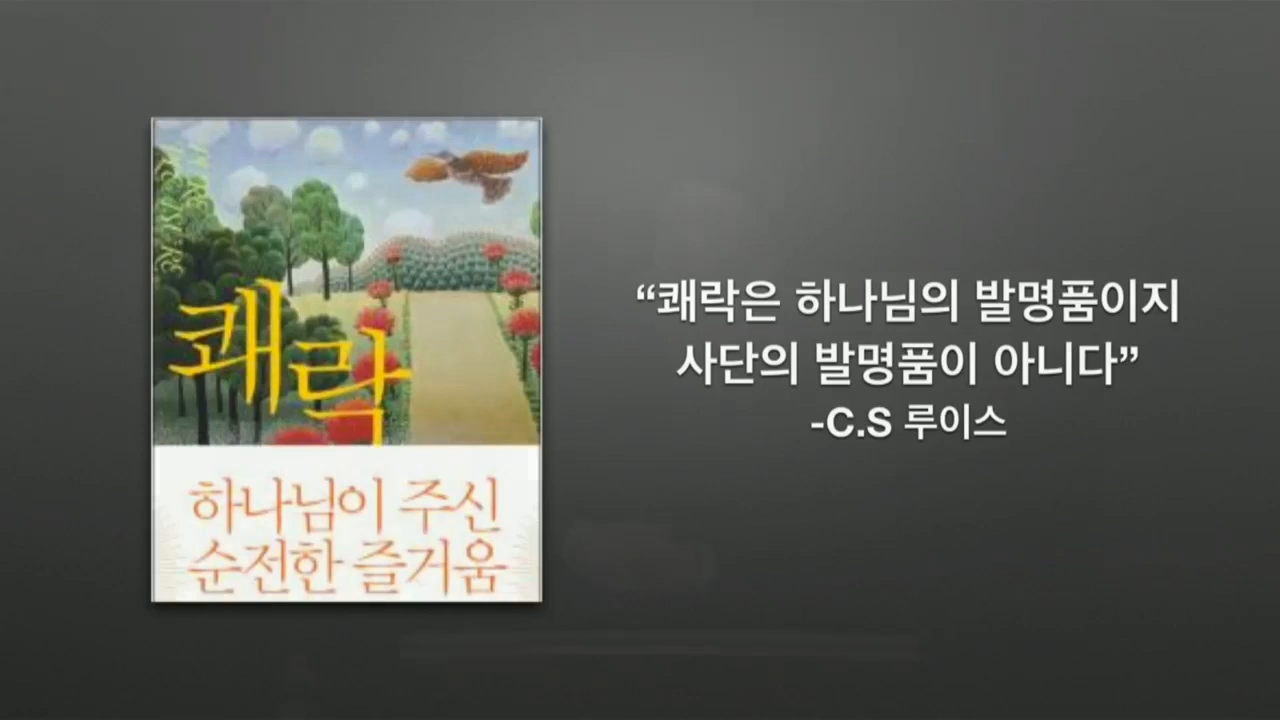 쾌락
하나님이 주신
순전한 즐거움
“쾌락은 하나님의 발명품이지
사단의 발명품이 아니다”
-C.S 루이스